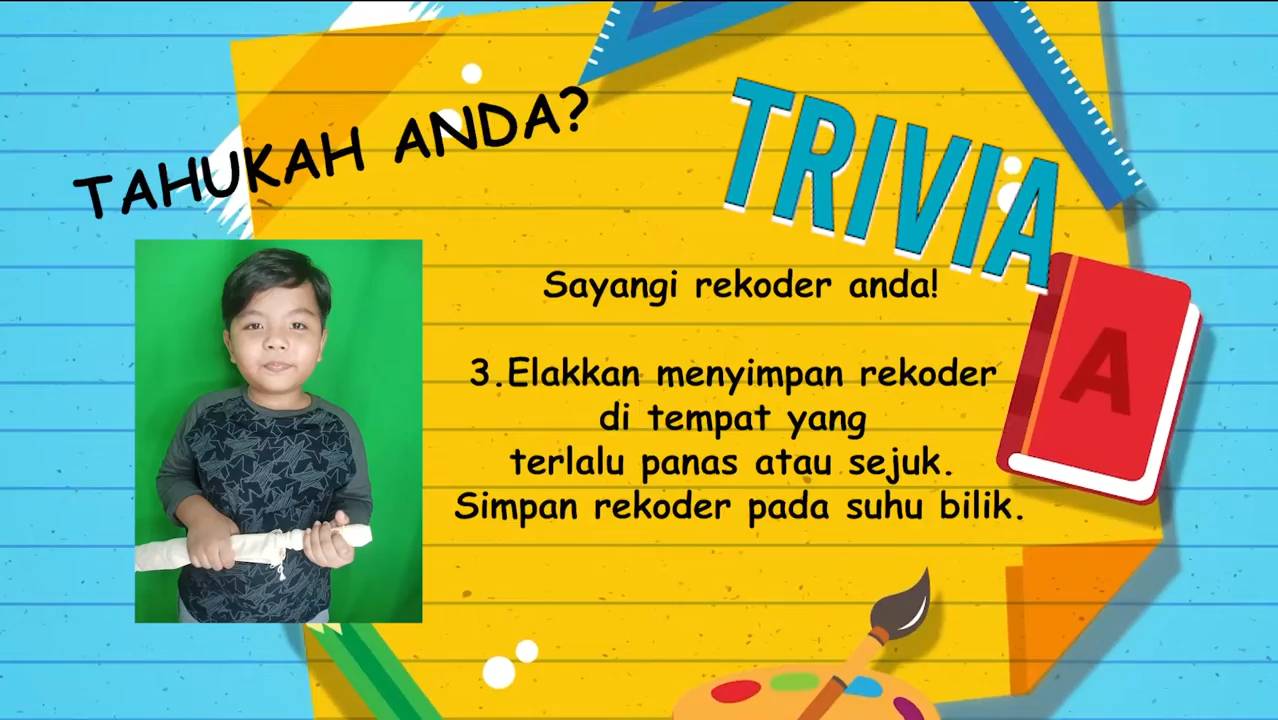 TAHUKAH ANDA?
TRIVIA
Sayangi rekoder anda!
3.Elakkan menyimpan rekoder
di tempat yang
terlalu panas atau sejuk.
Simpan rekoder pada suhu bilik.
A